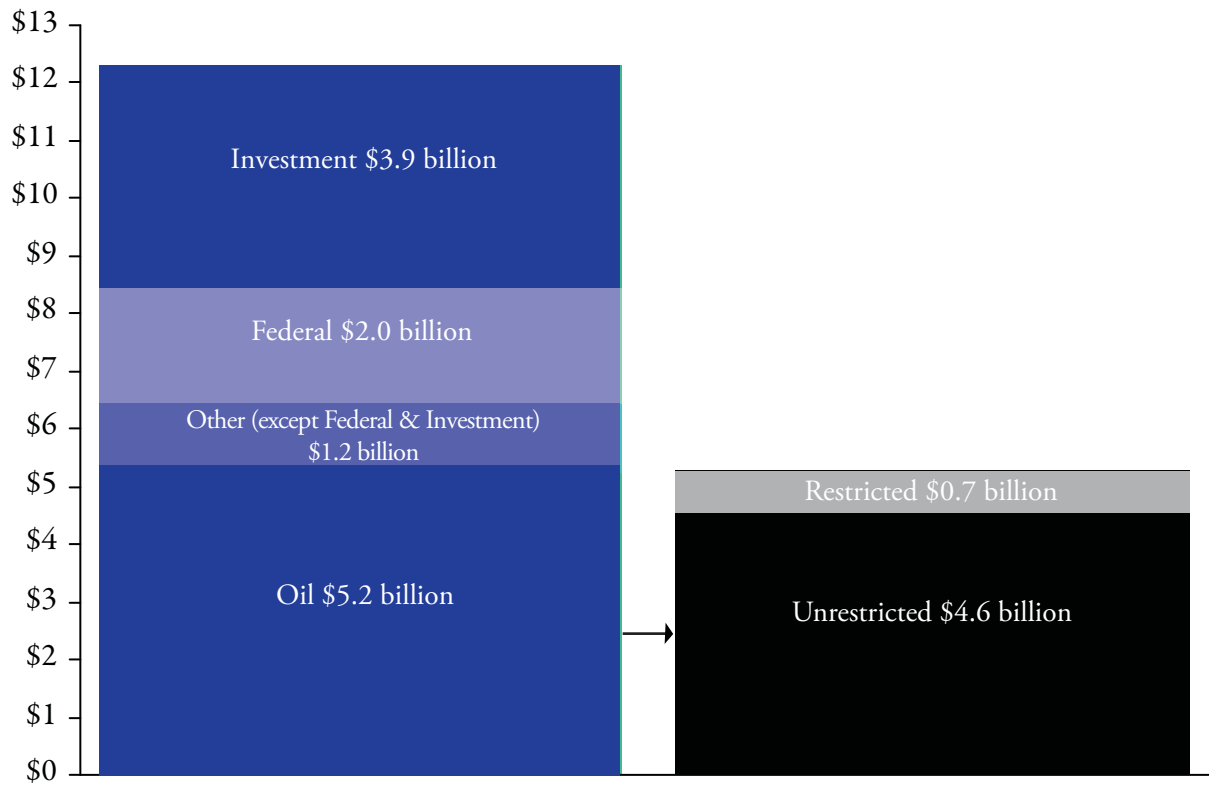 $13
$12
$11
$10
$9
$8
$7
$6
$5
$4
$3
$2
$1
$0
Investment $3.9 billion
Federal $2.0 billion
Other (except Federal & Investment)
$1.2 billion
Oil $5.2 billion
Restricted $0.7 billion
Unrestricted $4.6 billion